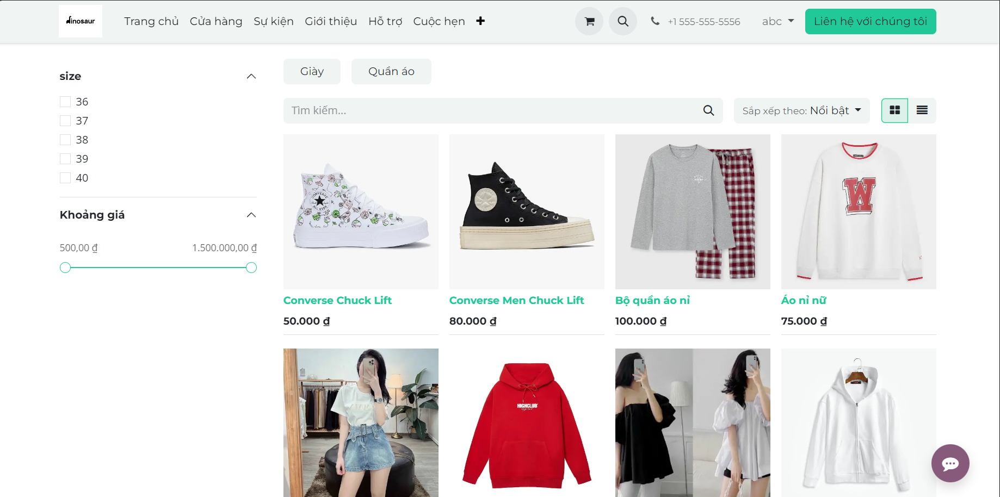 dinosaur
Trang chủ Cửa hàng Sự kiện Giới thiệu Hỗ trợ Cuộc hẹn
+1 555-555-5556
abc
Liên hệ với chúng tôi
size
36
37
38
39
40
Khoảng giá
500,00 ₫ 1.500.000,00 ₫
Giày Quần áo
Tìm kiếm...
Sắp xếp theo: Nổi bật
CONVERSE
ALL STAR
W
Converse Chuck Lift
50.000 ₫
Converse Men Chuck Lift
80.000 ₫
Bộ quần áo nỉ
100.000 ₫
Áo nỉ nữ
75.000 ₫
HIGHCLUB